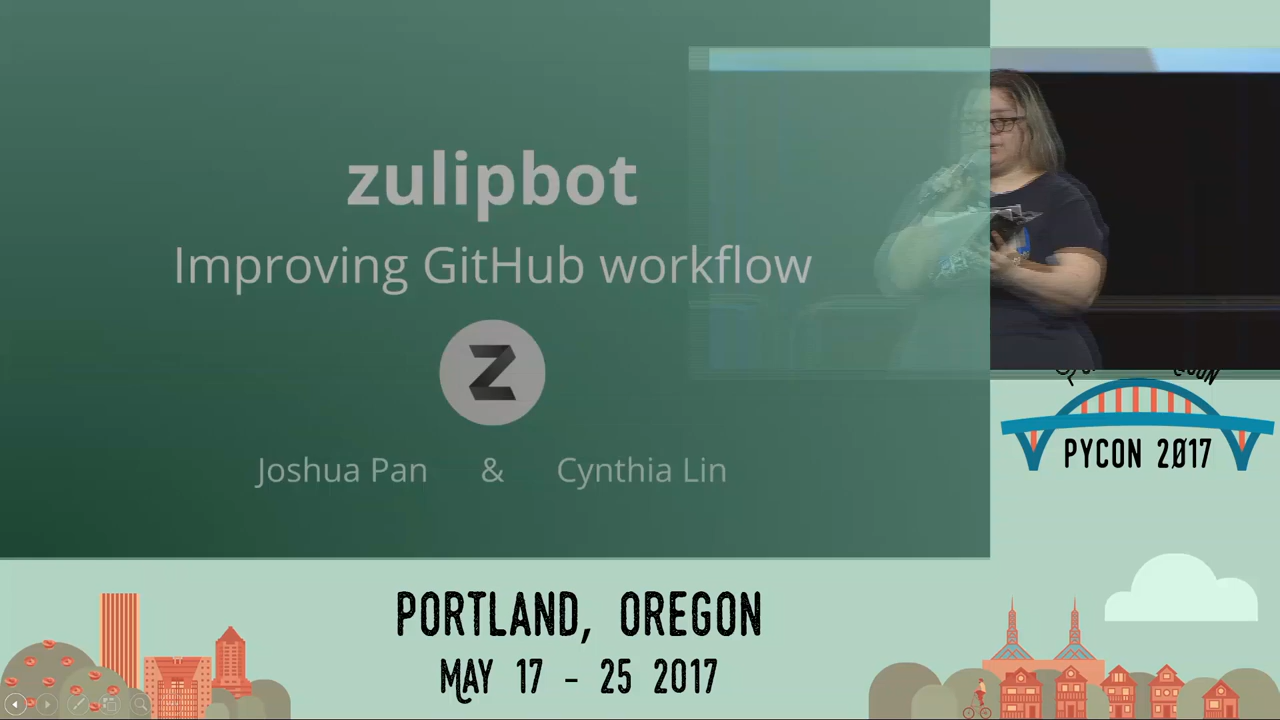 zulipbot
Improving GitHub workflow
Z
Joshua Pan & Cynthia Lin
PYCON 2017
PORTLAND, OREGON
MAY 17 - 25 2017